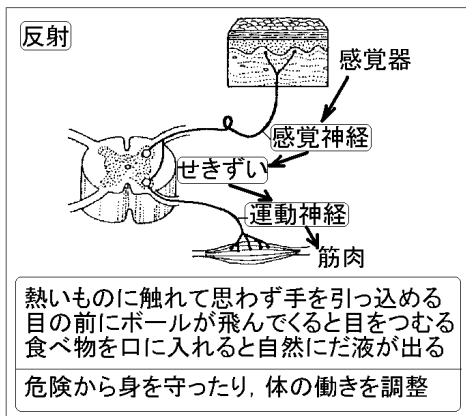 反射
感覚器
感覚神経
せきずい
運動神経
筋肉
熱いものに触れて思わず手を引っ込める
目の前にボールが飛んでくると目をつむる
食べ物を口に入れると自然にだ液が出る
危険から身を守ったり，体の働きを調整